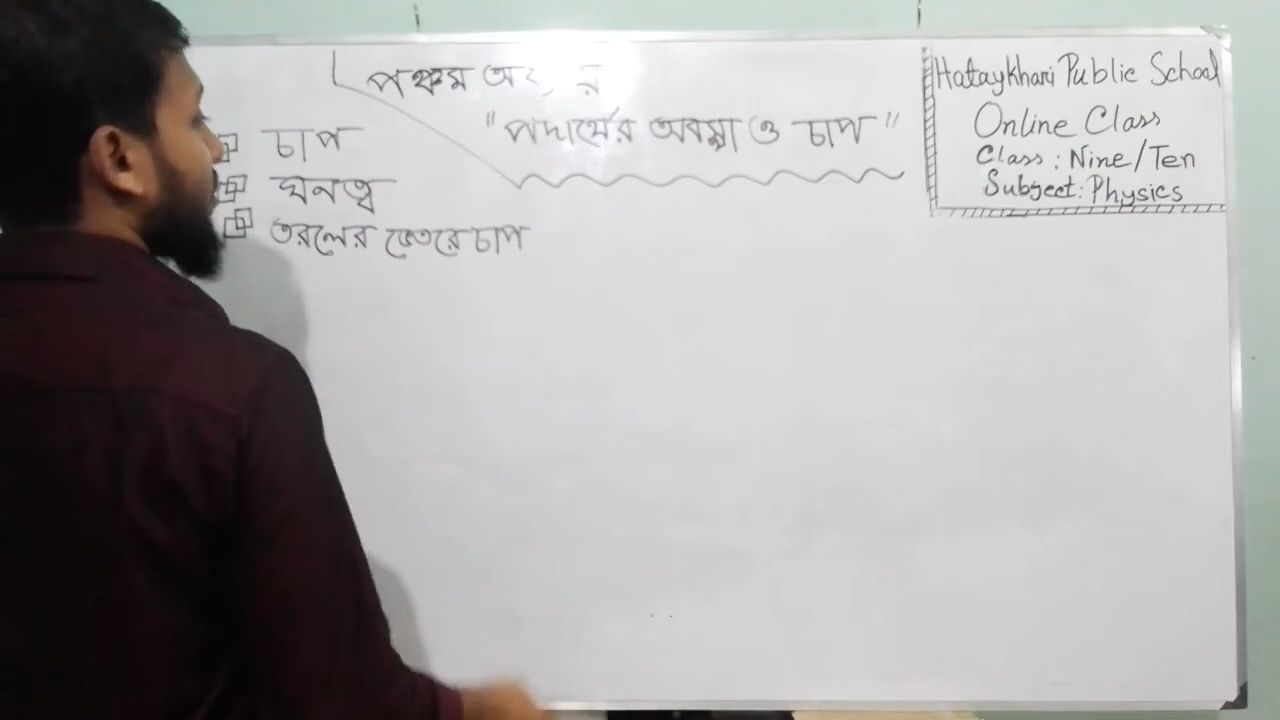 পঞ্চম
"পদার্থের অবস্থা ও চাপ"
চাপ
ঘনত্ব
তরলের ভেতরে চাপ
Hataykhari Public School
Online Class
Class : Nine/Ten
Subject: Physics